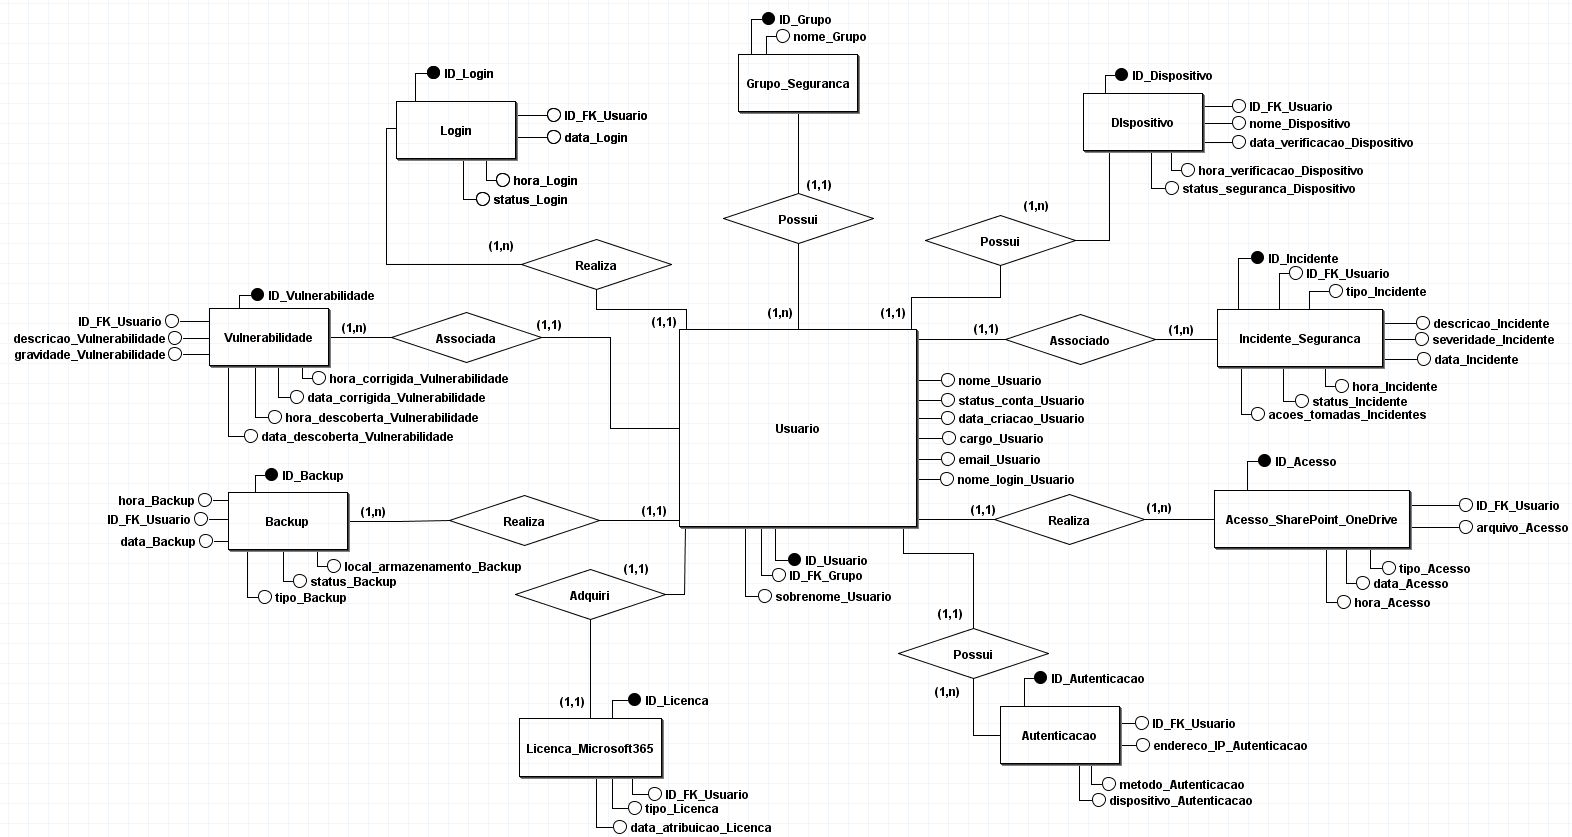 ID_Grupo
nome_Grupo
Grupo_Seguranca
(1,1)
Possui
(1,n)
ID_Login
Login
ID_FK_Usuario
data_Login
hora_Login
status_Login
(1,n)
Realiza
(1,1)
ID_Dispositivo
DIspositivo
ID_FK_Usuario
nome_Dispositivo
data_verificacao_Dispositivo
hora_verificacao_Dispositivo
status_seguranca_Dispositivo
(1,n)
Possui
(1,1)
ID_Vulnerabilidade
ID_FK_Usuario
descricao_Vulnerabilidade
gravidade_Vulnerabilidade
Vulnerabilidade
hora_corrigida_Vulnerabilidade
data_corrigida_Vulnerabilidade
hora_descoberta_Vulnerabilidade
data_descoberta_Vulnerabilidade
(1,n)
Associada
(1,1)
ID_Incidente
ID_FK_Usuario
tipo_Incidente
Incidente_Seguranca
descricao_Incidente
severidade_Incidente
data_Incidente
hora_Incidente
status_Incidente
acoes_tomadas_Incidentes
(1,1)
Associado
(1,n)
Usuario
nome_Usuario
status_conta_Usuario
data_criacao_Usuario
cargo_Usuario
email_Usuario
nome_login_Usuario
ID_Usuario
ID_FK_Grupo
sobrenome_Usuario
ID_Backup
hora_Backup
ID_FK_Usuario
data_Backup
Backup
local_armazenamento_Backup
status_Backup
tipo_Backup
(1,n)
Realiza
(1,1)
ID_Acesso
Acesso_SharePoint_OneDrive
ID_FK_Usuario
arquivo_Acesso
tipo_Acesso
data_Acesso
hora_Acesso
(1,1)
Realiza
(1,n)
(1,1)
Adquiri
(1,1)
ID_Licenca
Licenca_Microsoft365
ID_FK_Usuario
tipo_Licenca
data_atribuicao_Licenca
(1,1)
Possui
(1,n)
ID_Autenticacao
Autenticacao
ID_FK_Usuario
endereco_IP_Autenticacao
metodo_Autenticacao
dispositivo_Autenticacao